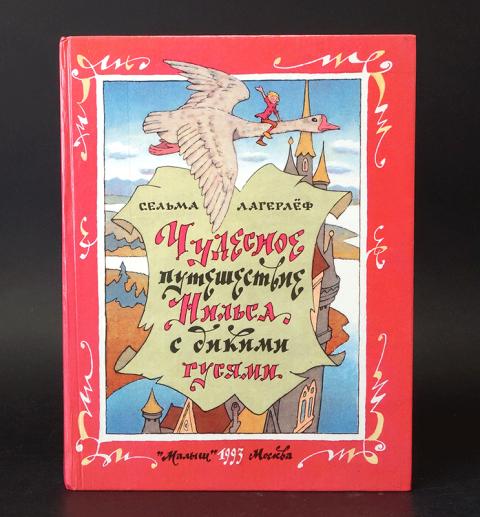 СЕЛЬМА ЛАГЕРЛЁФ
Чудесное
путешествие
Нильса
с дикими
гусями
"Малыш" 1993 Москва